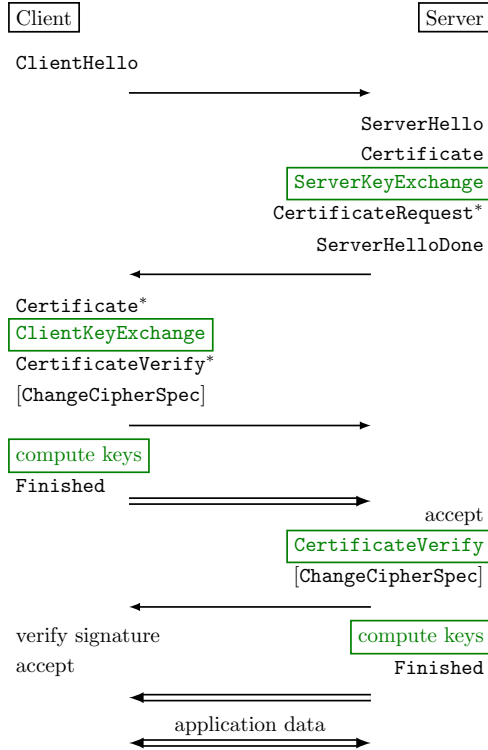 Client Server
ClientHello
ServerHello
Certificate
ServerKeyExchange
CertificateRequest*
ServerHelloDone
Certificate*
ClientKeyExchange
CertificateVerify*
[ChangeCipherSpec]
compute keys
Finished
accept
CertificateVerify
[ChangeCipherSpec]
verify signature compute keys
accept Finished
application data